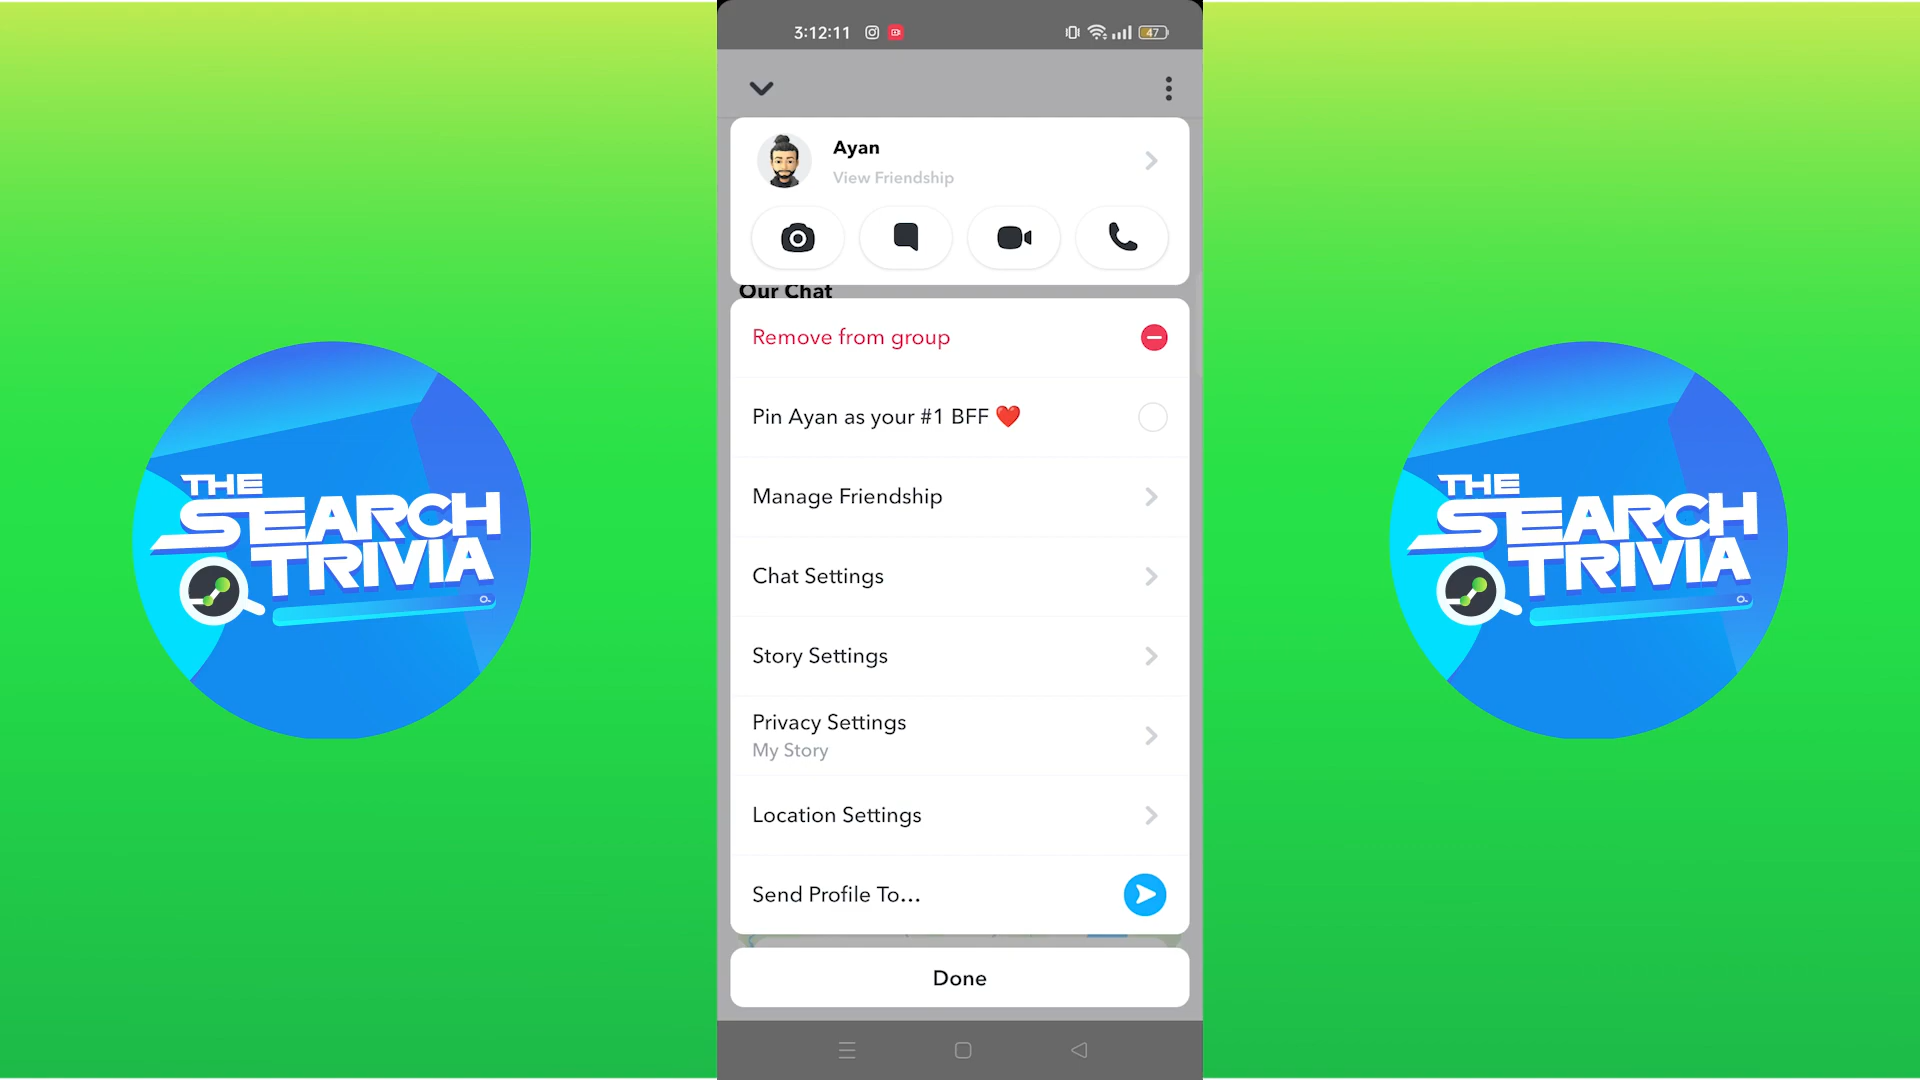 3:12:11
47
Ayan
View Friendship
Our Chat
Remove from group
Pin Ayan as your #1 BFF ❤️
Manage Friendship
Chat Settings
Story Settings
Privacy Settings
My Story
Location Settings
Send Profile To...
Done
THE
SEARCH
TRIVIA
THE
SEARCH
TRIVIA